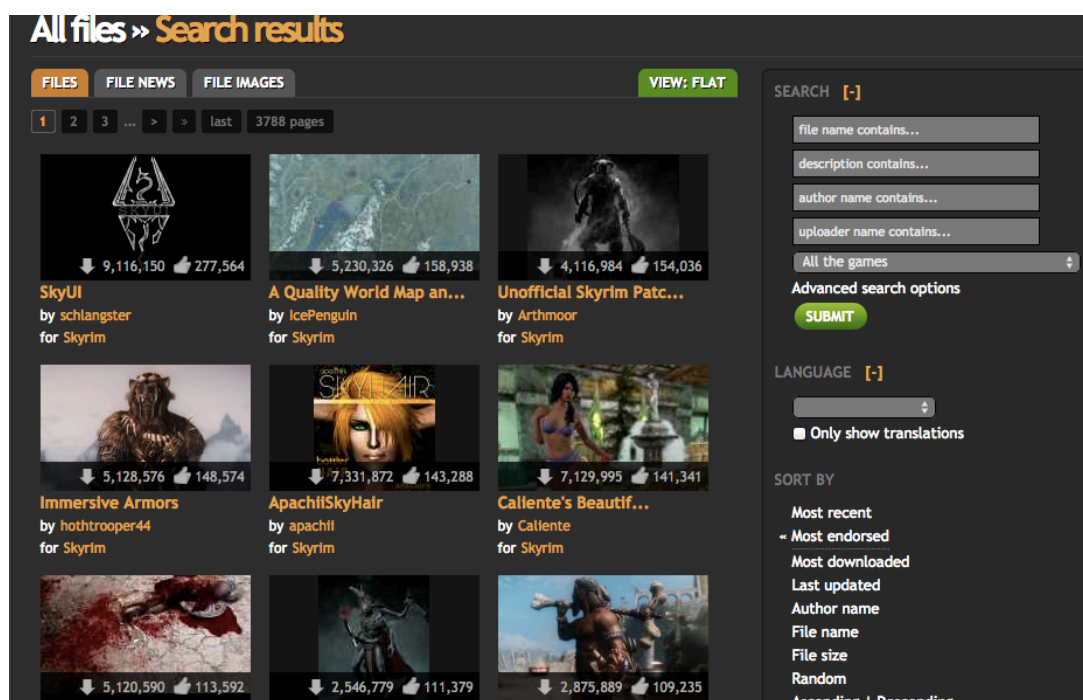 All files » Search results
FILES
FILE NEWS
FILE IMAGES
VIEW: FLAT
1 2 3 ... > » last 3788 pages
SKYUI
9,116,150 277,564
SkyUI
by schlangster
for Skyrim
5,230,326 158,938
A Quality World Map an...
by IcePenguin
for Skyrim
4,116,984 154,036
Unofficial Skyrim Patc...
by Arthmoor
for Skyrim
5,128,576 148,574
Immersive Armors
by hothtrooper44
for Skyrim
apachii
SKYHAIR
7,331,872 143,288
ApachiiSkyHair
by apachii
for Skyrim
7,129,995 141,341
Caliente's Beautif...
by Caliente
for Skyrim
5,120,590 113,592
2,546,779 111,379
2,875,889 109,235
SEARCH [-]
file name contains...
description contains...
author name contains...
uploader name contains...
All the games
Advanced search options
SUBMIT
LANGUAGE [-]
Only show translations
SORT BY
Most recent
« Most endorsed
Most downloaded
Last updated
Author name
File name
File size
Random
Ascending | Descending